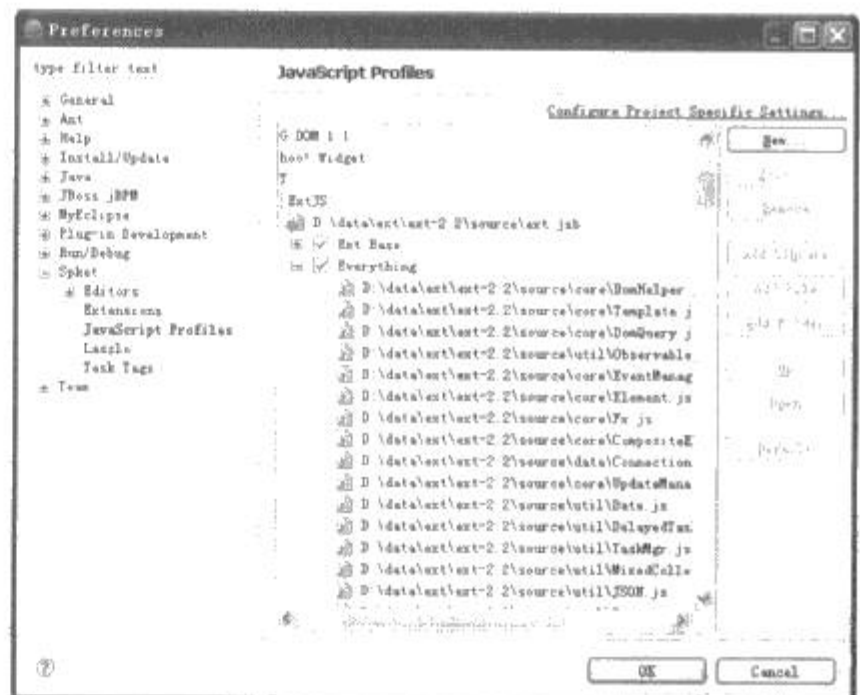 Preferences
type filter text
General
Ant
Help
Install/Update
Java
JBoss jBPM
MyEclipse
Plug-in Development
Run/Debug
Spket
Editors
Extensions
JavaScript Profiles
Laszlo
Task Tags
Team
JavaScript Profiles
Configure Project Specific Settings...
G DOM 1 1
hoo! Widget
T
ExtJS
D \data\ext\ext-2 2\source\ext jsb
Ext Base
Everything
D:\data\ext\ext-2 2\source\core\DomHelper
D \data\ext\ext-2.2\source\core\Template j
D \data\ext\ext-2.2\source\core\DomQuery j
D \data\ext\ext-2 2\source\util\Observable
D \data\ext\ext-2 2\source\core\EventManag
D \data\ext\ext-2 2\source\core\Element.js
D \data\ext\ext-2 2\source\core\Fx js
D \data\ext\ext-2 2\source\core\CompositeE
D \data\ext\ext-2 2\source\data\Connection
D \data\ext\ext-2 2\source\core\UpdateMana
D \data\ext\ext-2 2\source\util\Date.js
D \data\ext\ext-2 2\source\util\DelayedTas
D \data\ext\ext-2 2\source\util\TaskMgr js
D \data\ext\ext-2 2\source\util\MixedColle
D \data\ext\ext-2 2\source\util\JSON.js
New...
Remove
Add Library
Up
Default
OK
Cancel